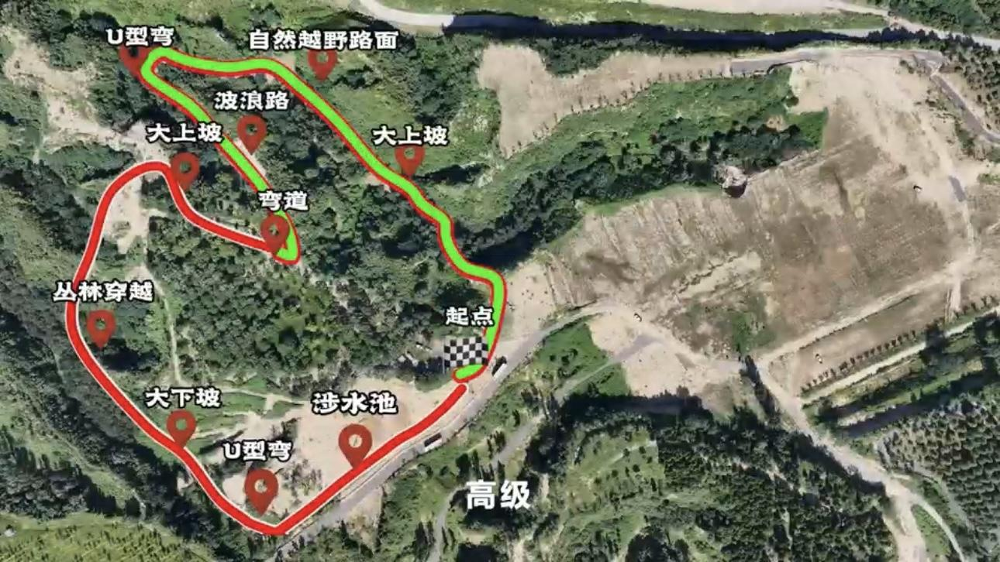 U型弯
自然越野路面
波浪路
大上坡
大上坡
弯道
丛林穿越
起点
大下坡
涉水池
U型弯
高级